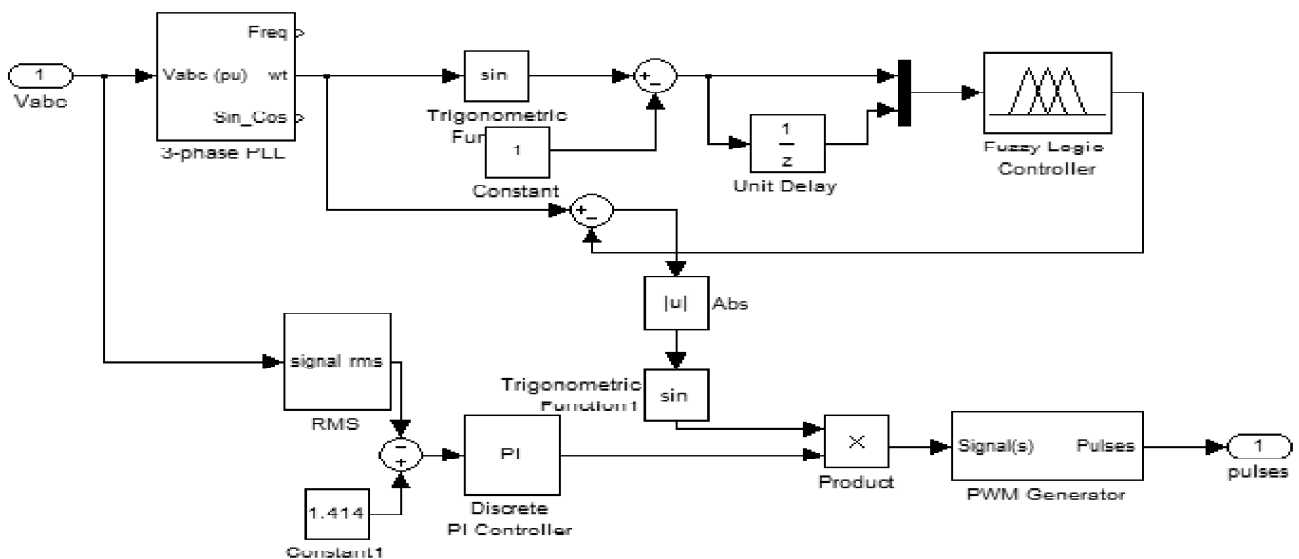 1
Vabc
Freq
Vabc (pu)
wt
Sin_Cos
3-phase PLL
sin
Trigonometric
1
Constant
+
−
1
z
Unit Delay
Fuzzy Logic
Controller
+
−
|u|
Abs
signal rms
RMS
Trigonometric
Function1
sin
−
+
PI
Discrete
PI Controller
1.414
Constant1
×
Product
Signal(s)
Pulses
PWM Generator
1
pulses